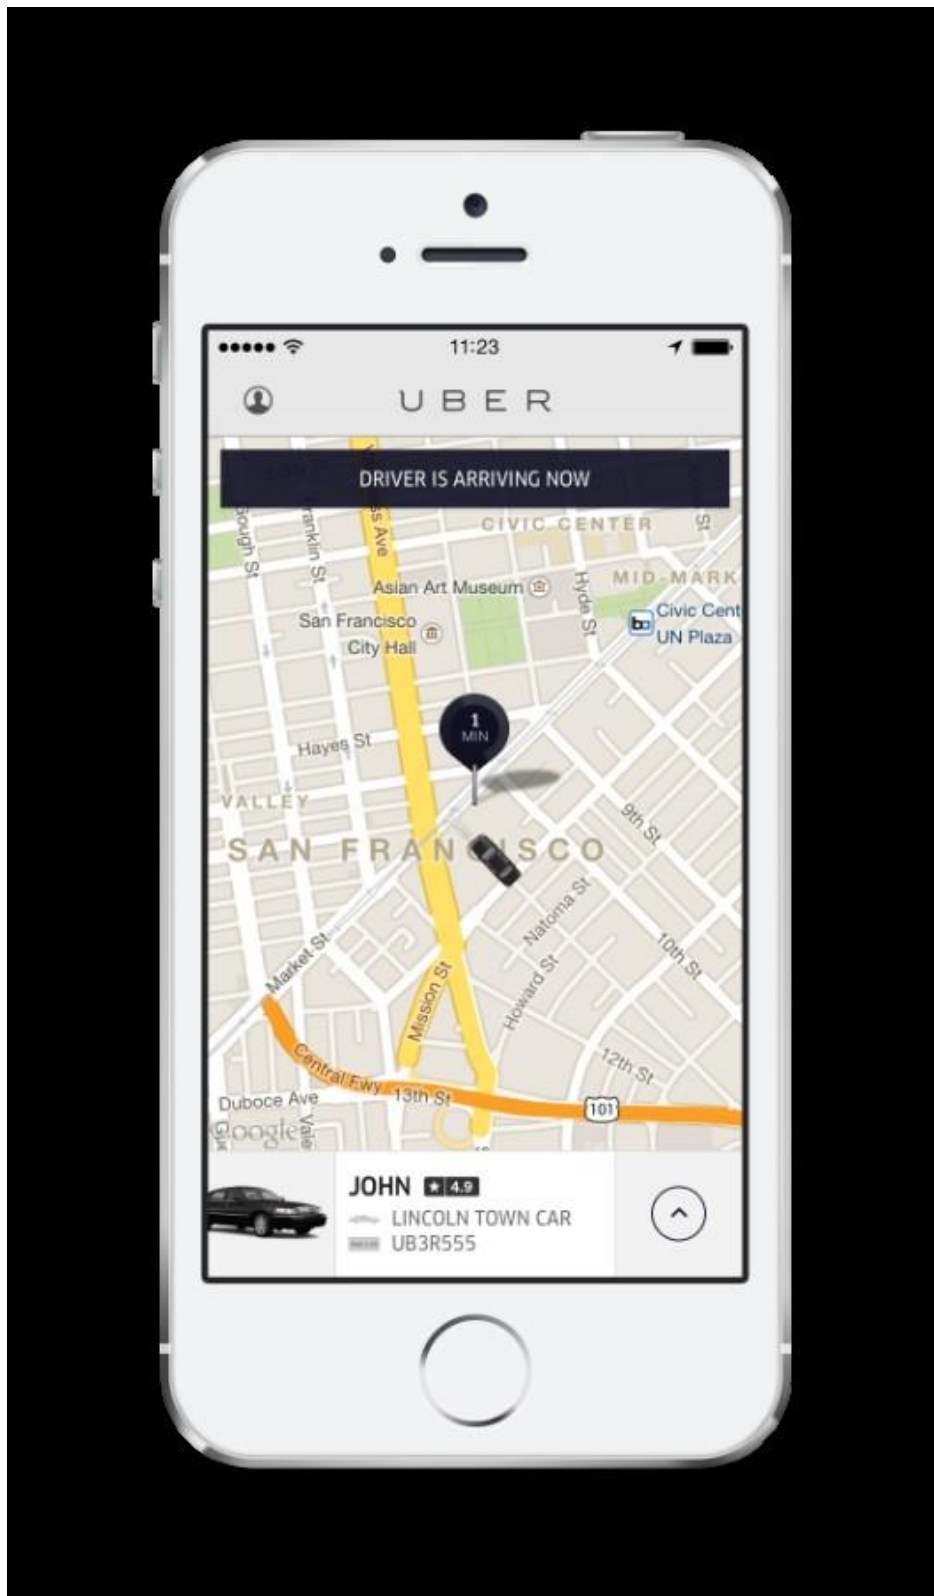 11:23
UBER
DRIVER IS ARRIVING NOW
Ness Ave
Gough St
Franklin St
CIVIC CENTER
St
Asian Art Museum
Hyde St
MID-MARK
San Francisco
City Hall
Civic Cent
UN Plaza
1
MIN
Hayes St
VALLEY
9th St
SAN FRANCISCO
Natoma St
10th St
Market St
Mission St
Howard St
Central Fwy
13th St
12th St
101
Duboce Ave
Google
JOHN ★ 4.9
LINCOLN TOWN CAR
UB3R555